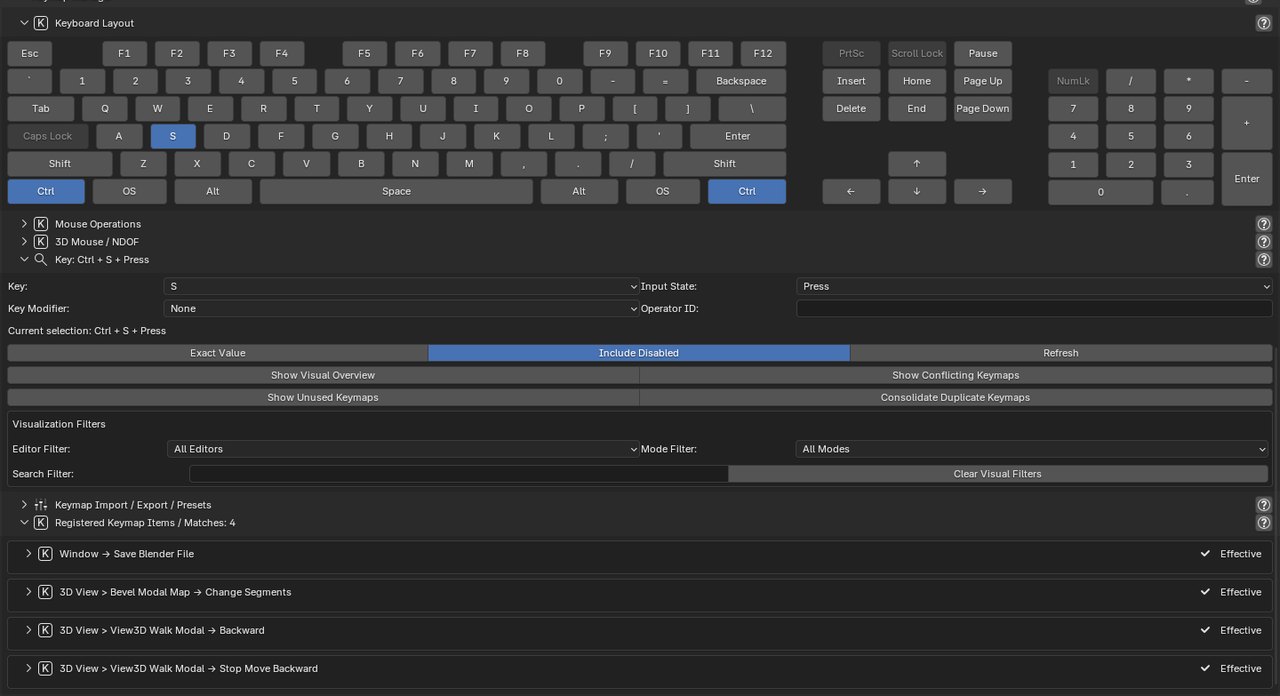 Keyboard Layout
Esc F1 F2 F3 F4 F5 F6 F7 F8 F9 F10 F11 F12 PrtSc Scroll Lock Pause
` 1 2 3 4 5 6 7 8 9 0 - = Backspace Insert Home Page Up NumLk / * -
Tab Q W E R T Y U I O P [ ] \ Delete End Page Down 7 8 9 +
Caps Lock A S D F G H J K L ; ' Enter 4 5 6
Shift Z X C V B N M , . / Shift ↑ 1 2 3 Enter
Ctrl OS Alt Space Alt OS Ctrl ← ↓ → 0 .
Mouse Operations
3D Mouse / NDOF
Key: Ctrl + S + Press
Key: S Input State: Press
Key Modifier: None Operator ID:
Current selection: Ctrl + S + Press
Exact Value Include Disabled Refresh
Show Visual Overview Show Conflicting Keymaps
Show Unused Keymaps Consolidate Duplicate Keymaps
Visualization Filters
Editor Filter: All Editors Mode Filter: All Modes
Search Filter: Clear Visual Filters
Keymap Import / Export / Presets
Registered Keymap Items / Matches: 4
Window → Save Blender File Effective
3D View > Bevel Modal Map → Change Segments Effective
3D View > View3D Walk Modal → Backward Effective
3D View > View3D Walk Modal → Stop Move Backward Effective